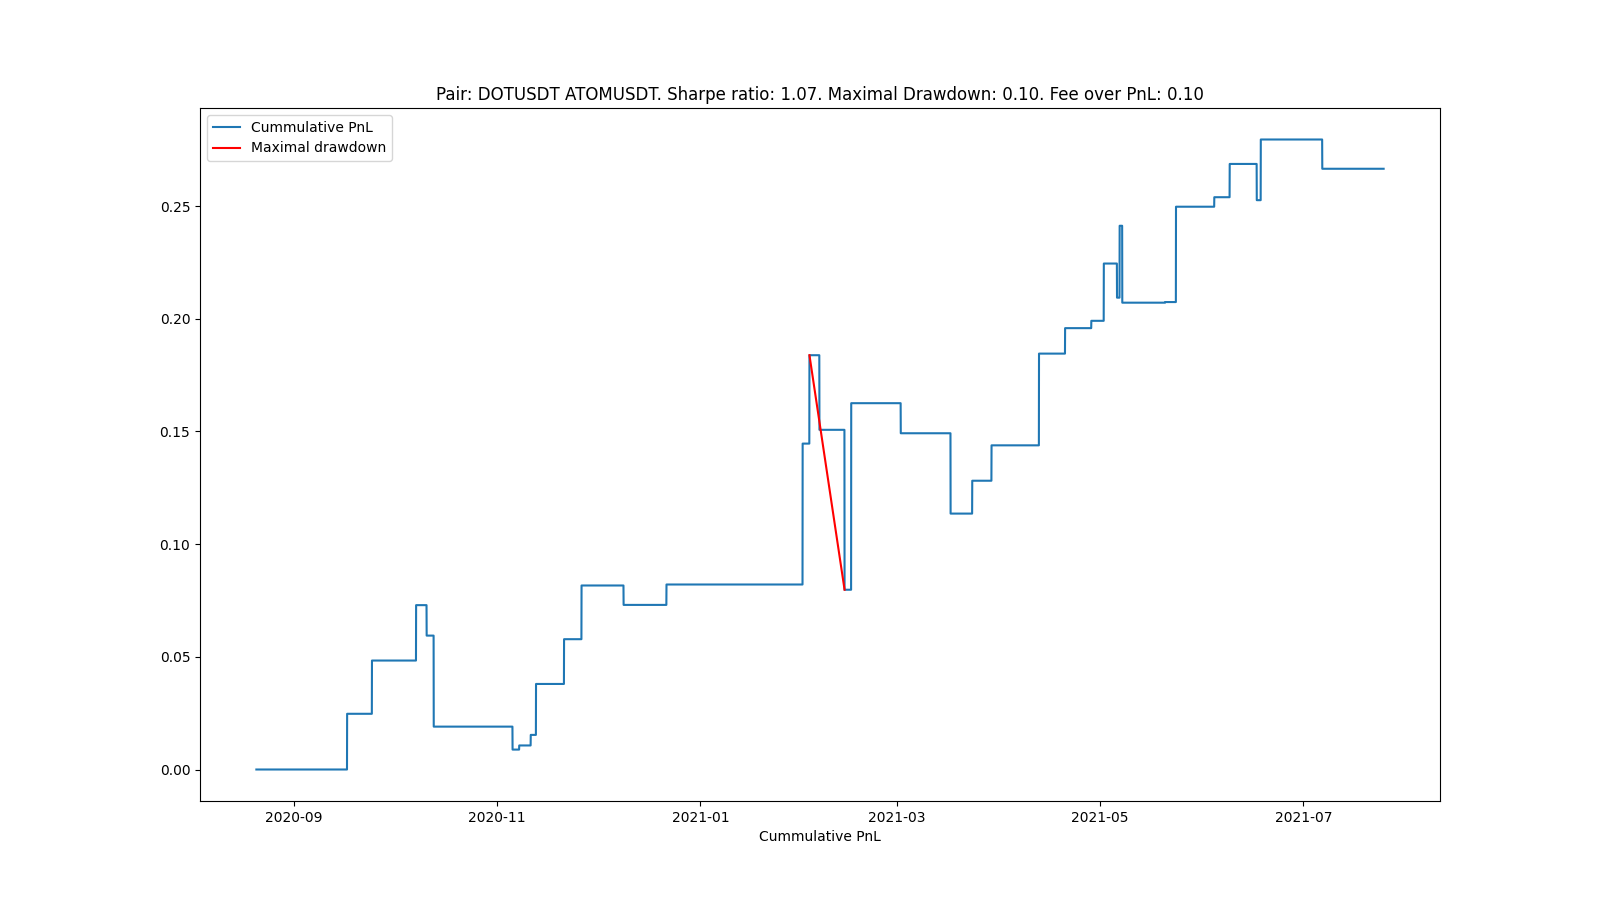 Pair: DOTUSDT ATOMUSDT. Sharpe ratio: 1.07. Maximal Drawdown: 0.10. Fee over PnL: 0.10
Cummulative PnL
Maximal drawdown
0.25
0.20
0.15
0.10
0.05
0.00
2020-09 2020-11 2021-01 2021-03 2021-05 2021-07
Cummulative PnL